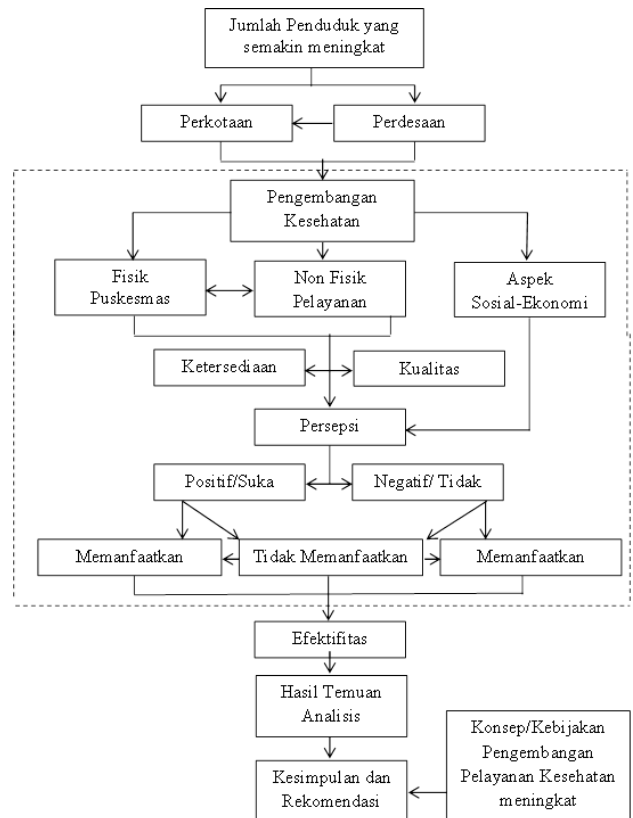 Jumlah Penduduk yang
semakin meningkat
Perkotaan
Perdesaan
Pengembangan
Kesehatan
Fisik
Puskesmas
Non Fisik
Pelayanan
Aspek
Sosial-Ekonomi
Ketersediaan
Kualitas
Persepsi
Positif/Suka
Negatif/ Tidak
Memanfaatkan
Tidak Memanfaatkan
Memanfaatkan
Efektifitas
Hasil Temuan
Analisis
Konsep/Kebijakan
Pengembangan
Pelayanan Kesehatan
meningkat
Kesimpulan dan
Rekomendasi